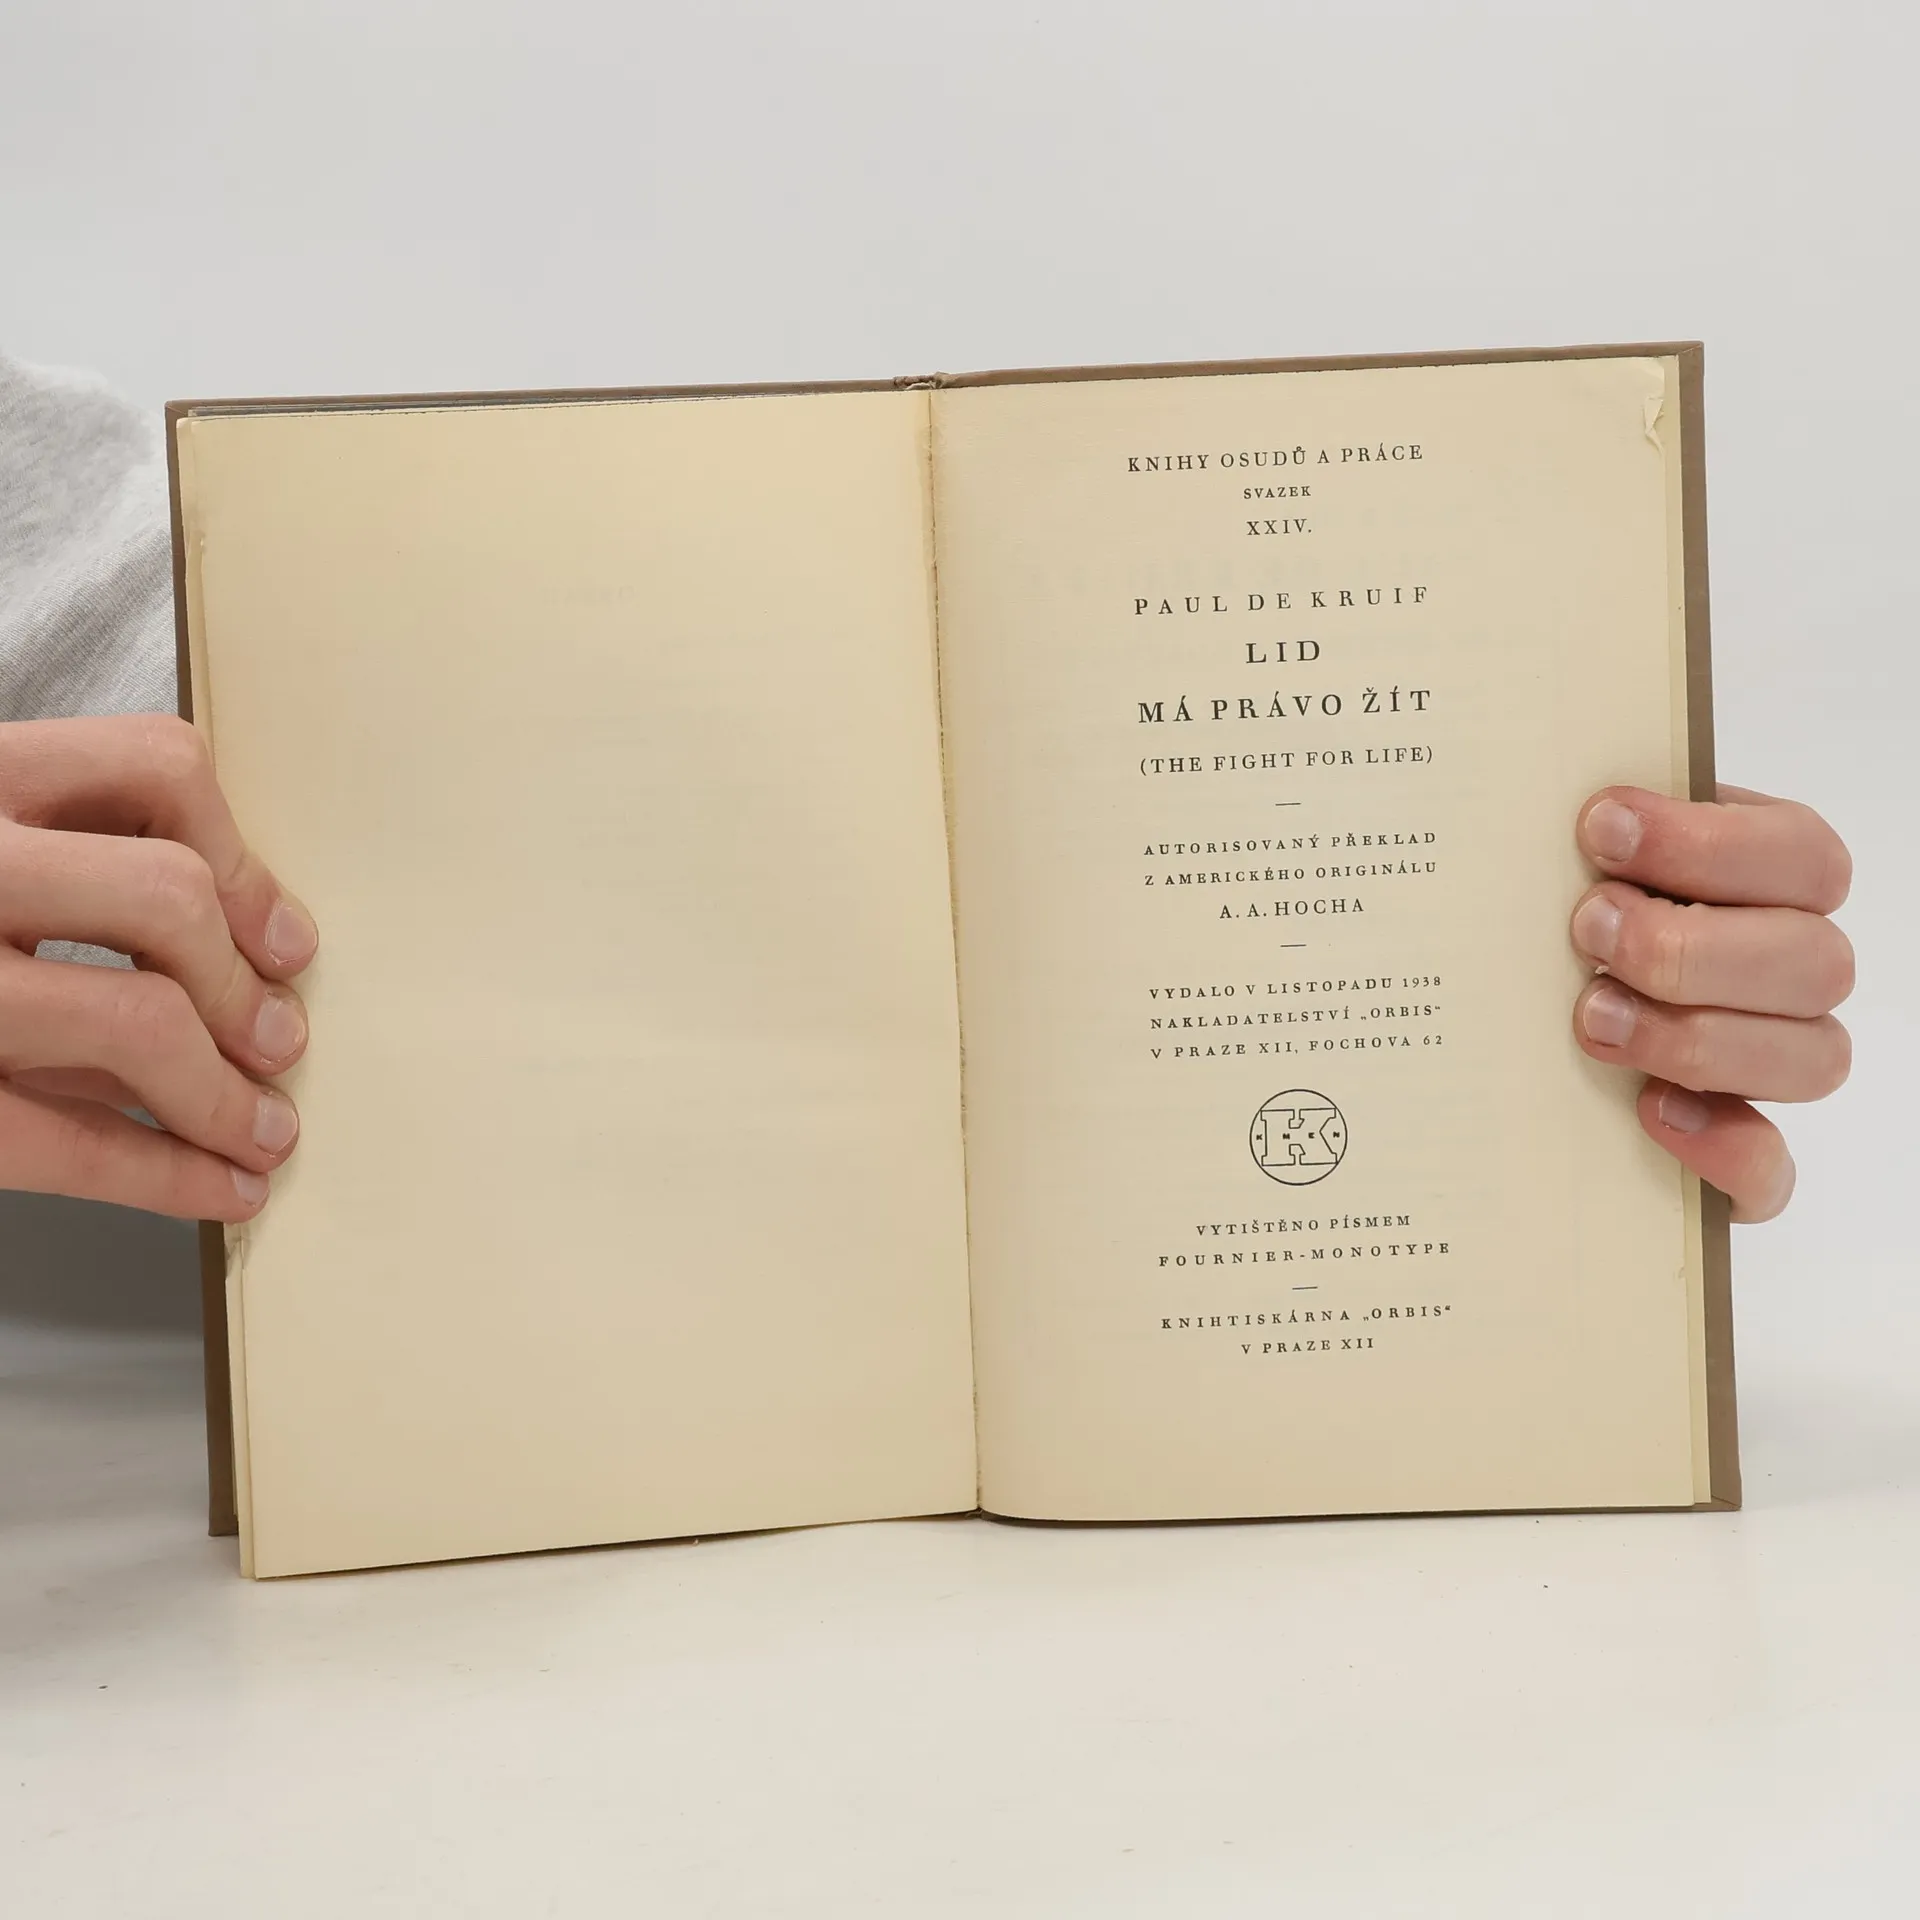 KNIHY OSUDŮ A PRÁCE
SVAZEK
XXIV.
PAUL DE KRUIF
LID
MÁ PRÁVO ŽÍT
(THE FIGHT FOR LIFE)
AUTORISOVANÝ PŘEKLAD
Z AMERICKÉHO ORIGINÁLU
A. A. HOCHA
VYDALO V LISTOPADU 1938
NAKLADATELSTVÍ „ORBIS“
V PRAZE XII, FOCHOVA 62
K
KMEN
VYTIŠTĚNO PÍSMEM
FOURNIER-MONOTYPE
KNIHTISKÁRNA „ORBIS“
V PRAZE XII